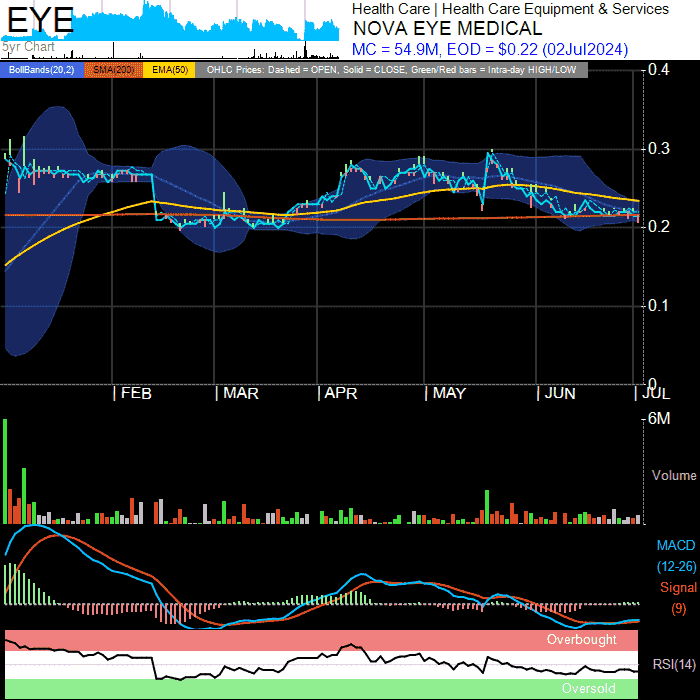 EYE
5yr Chart
Health Care | Health Care Equipment & Services
NOVA EYE MEDICAL
MC = 54.9M, EOD = $0.22 (02Jul2024)
BollBands(20,2) SMA(200) EMA(50) OHLC Prices: Dashed = OPEN, Solid = CLOSE, Green/Red bars = Intra-day HIGH/LOW
0.4
0.3
0.2
0.1
0
FEB MAR APR MAY JUN JUL
6M
Volume
MACD
(12-26)
Signal
(9)
Overbought
RSI(14)
Oversold